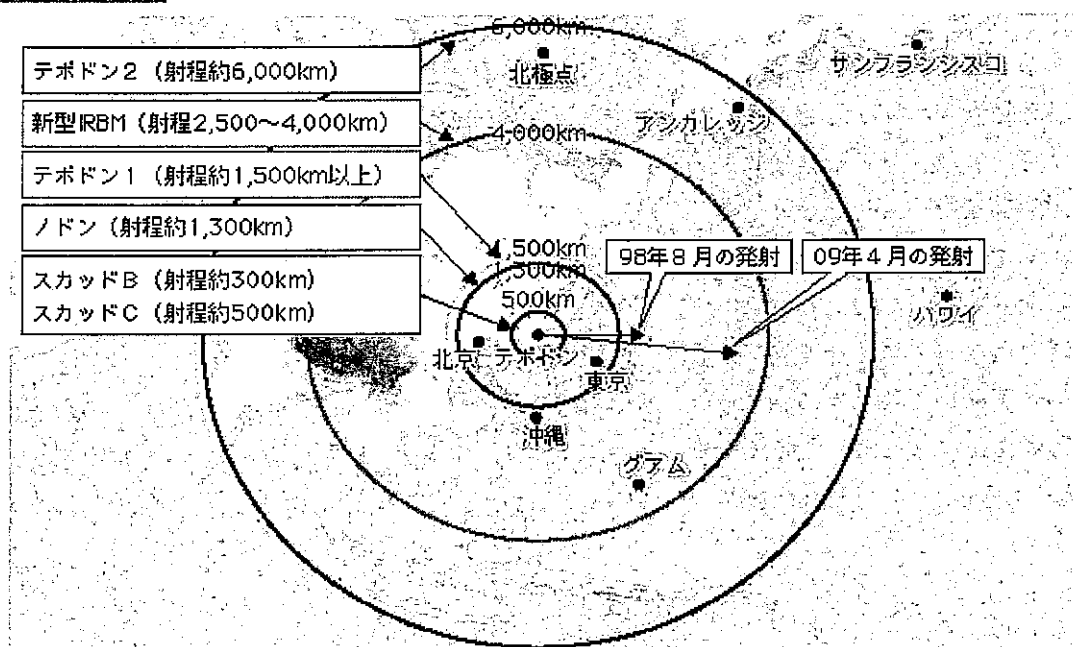 テポドン2（射程約6,000km）
新型IRBM（射程2,500～4,000km）
テポドン1（射程約1,500km以上）
ノドン（射程約1,300km）
スカッドB（射程約300km）
スカッドC（射程約500km）
6,000km
北極点
サンフランシスコ
アンカレッジ
4,000km
1,500km
1,300km
500km
98年8月の発射
09年4月の発射
ハワイ
北京
テポドン
東京
沖縄
グアム